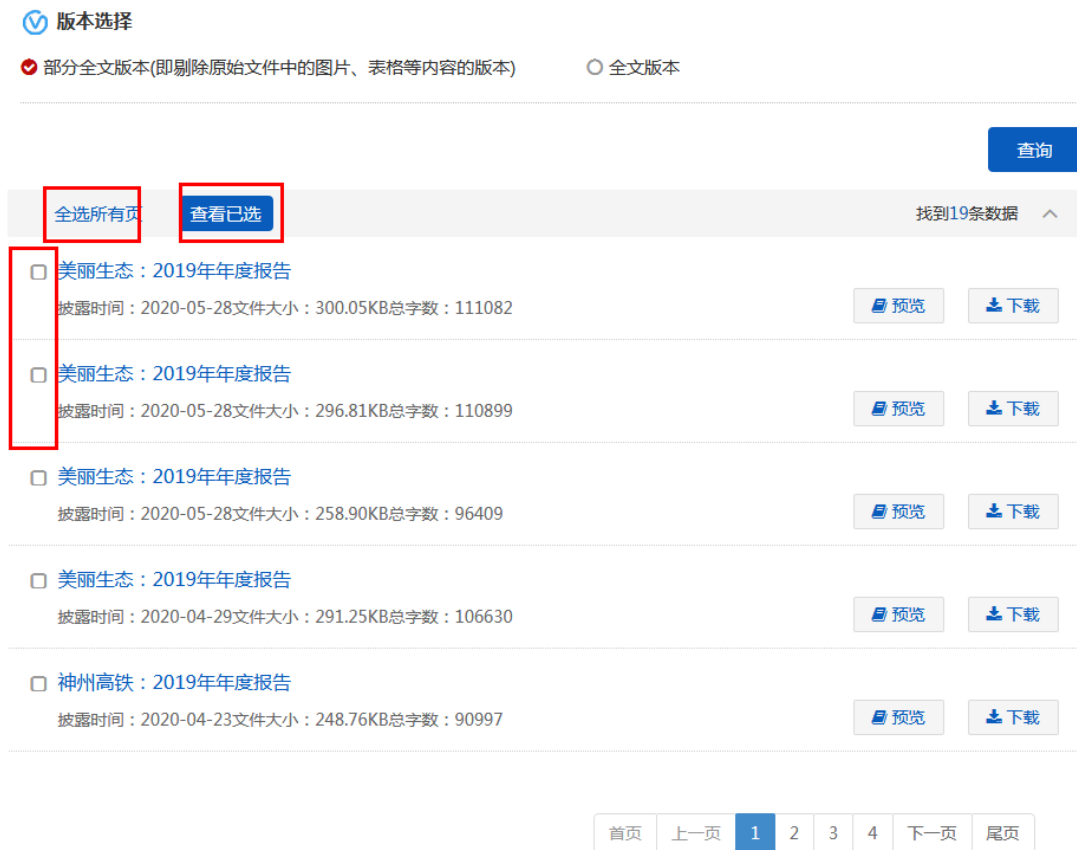 版本选择
部分全文版本(即剔除原始文件中的图片、表格等内容的版本) 全文版本
查询
全选所有页 查看已选 找到19条数据
美丽生态：2019年年度报告
披露时间：2020-05-28文件大小：300.05KB总字数：111082 预览 下载
美丽生态：2019年年度报告
披露时间：2020-05-28文件大小：296.81KB总字数：110899 预览 下载
美丽生态：2019年年度报告
披露时间：2020-05-28文件大小：258.90KB总字数：96409 预览 下载
美丽生态：2019年年度报告
披露时间：2020-04-29文件大小：291.25KB总字数：106630 预览 下载
神州高铁：2019年年度报告
披露时间：2020-04-23文件大小：248.76KB总字数：90997 预览 下载
首页 上一页 1 2 3 4 下一页 尾页